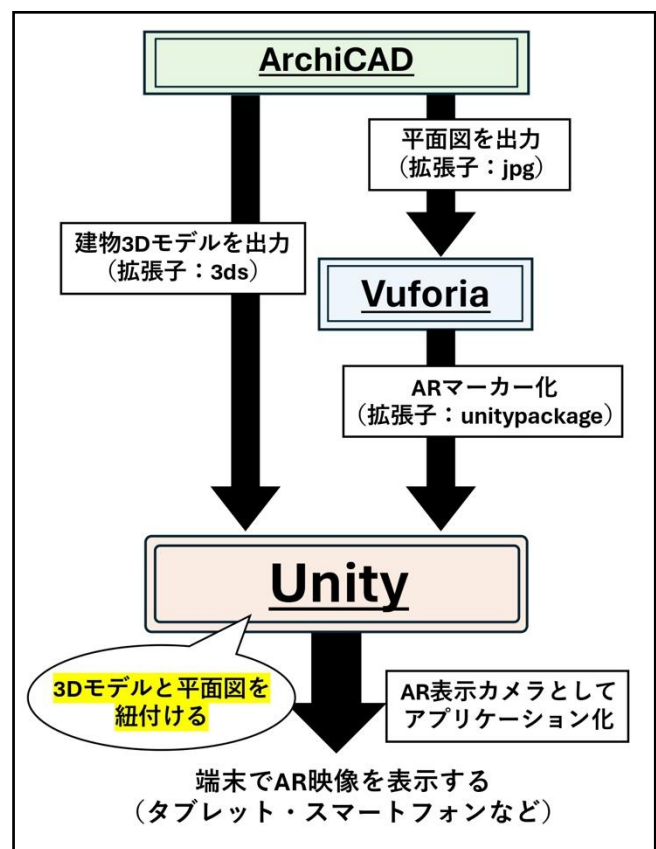 ArchiCAD
平面図を出力
（拡張子：jpg）
建物3Dモデルを出力
（拡張子：3ds）
Vuforia
ARマーカー化
（拡張子：unitypackage）
Unity
3Dモデルと平面図を
紐付ける
AR表示カメラとして
アプリケーション化
端末でAR映像を表示する
（タブレット・スマートフォンなど）